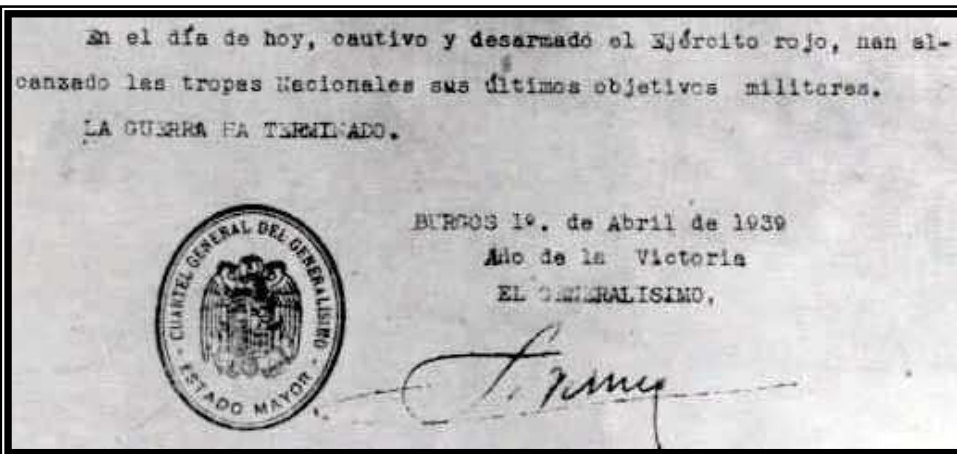 En el día de hoy, cautivo y desarmado el Ejército rojo, han al-
canzado las tropas Nacionales sus últimos objetivos militares.
LA GUERRA HA TERMINADO.
BURGOS 1º. de Abril de 1939
Año de la Victoria
EL GENERALISIMO,
CUARTEL GENERAL DEL GENERALISIMO
- ESTADO MAYOR -